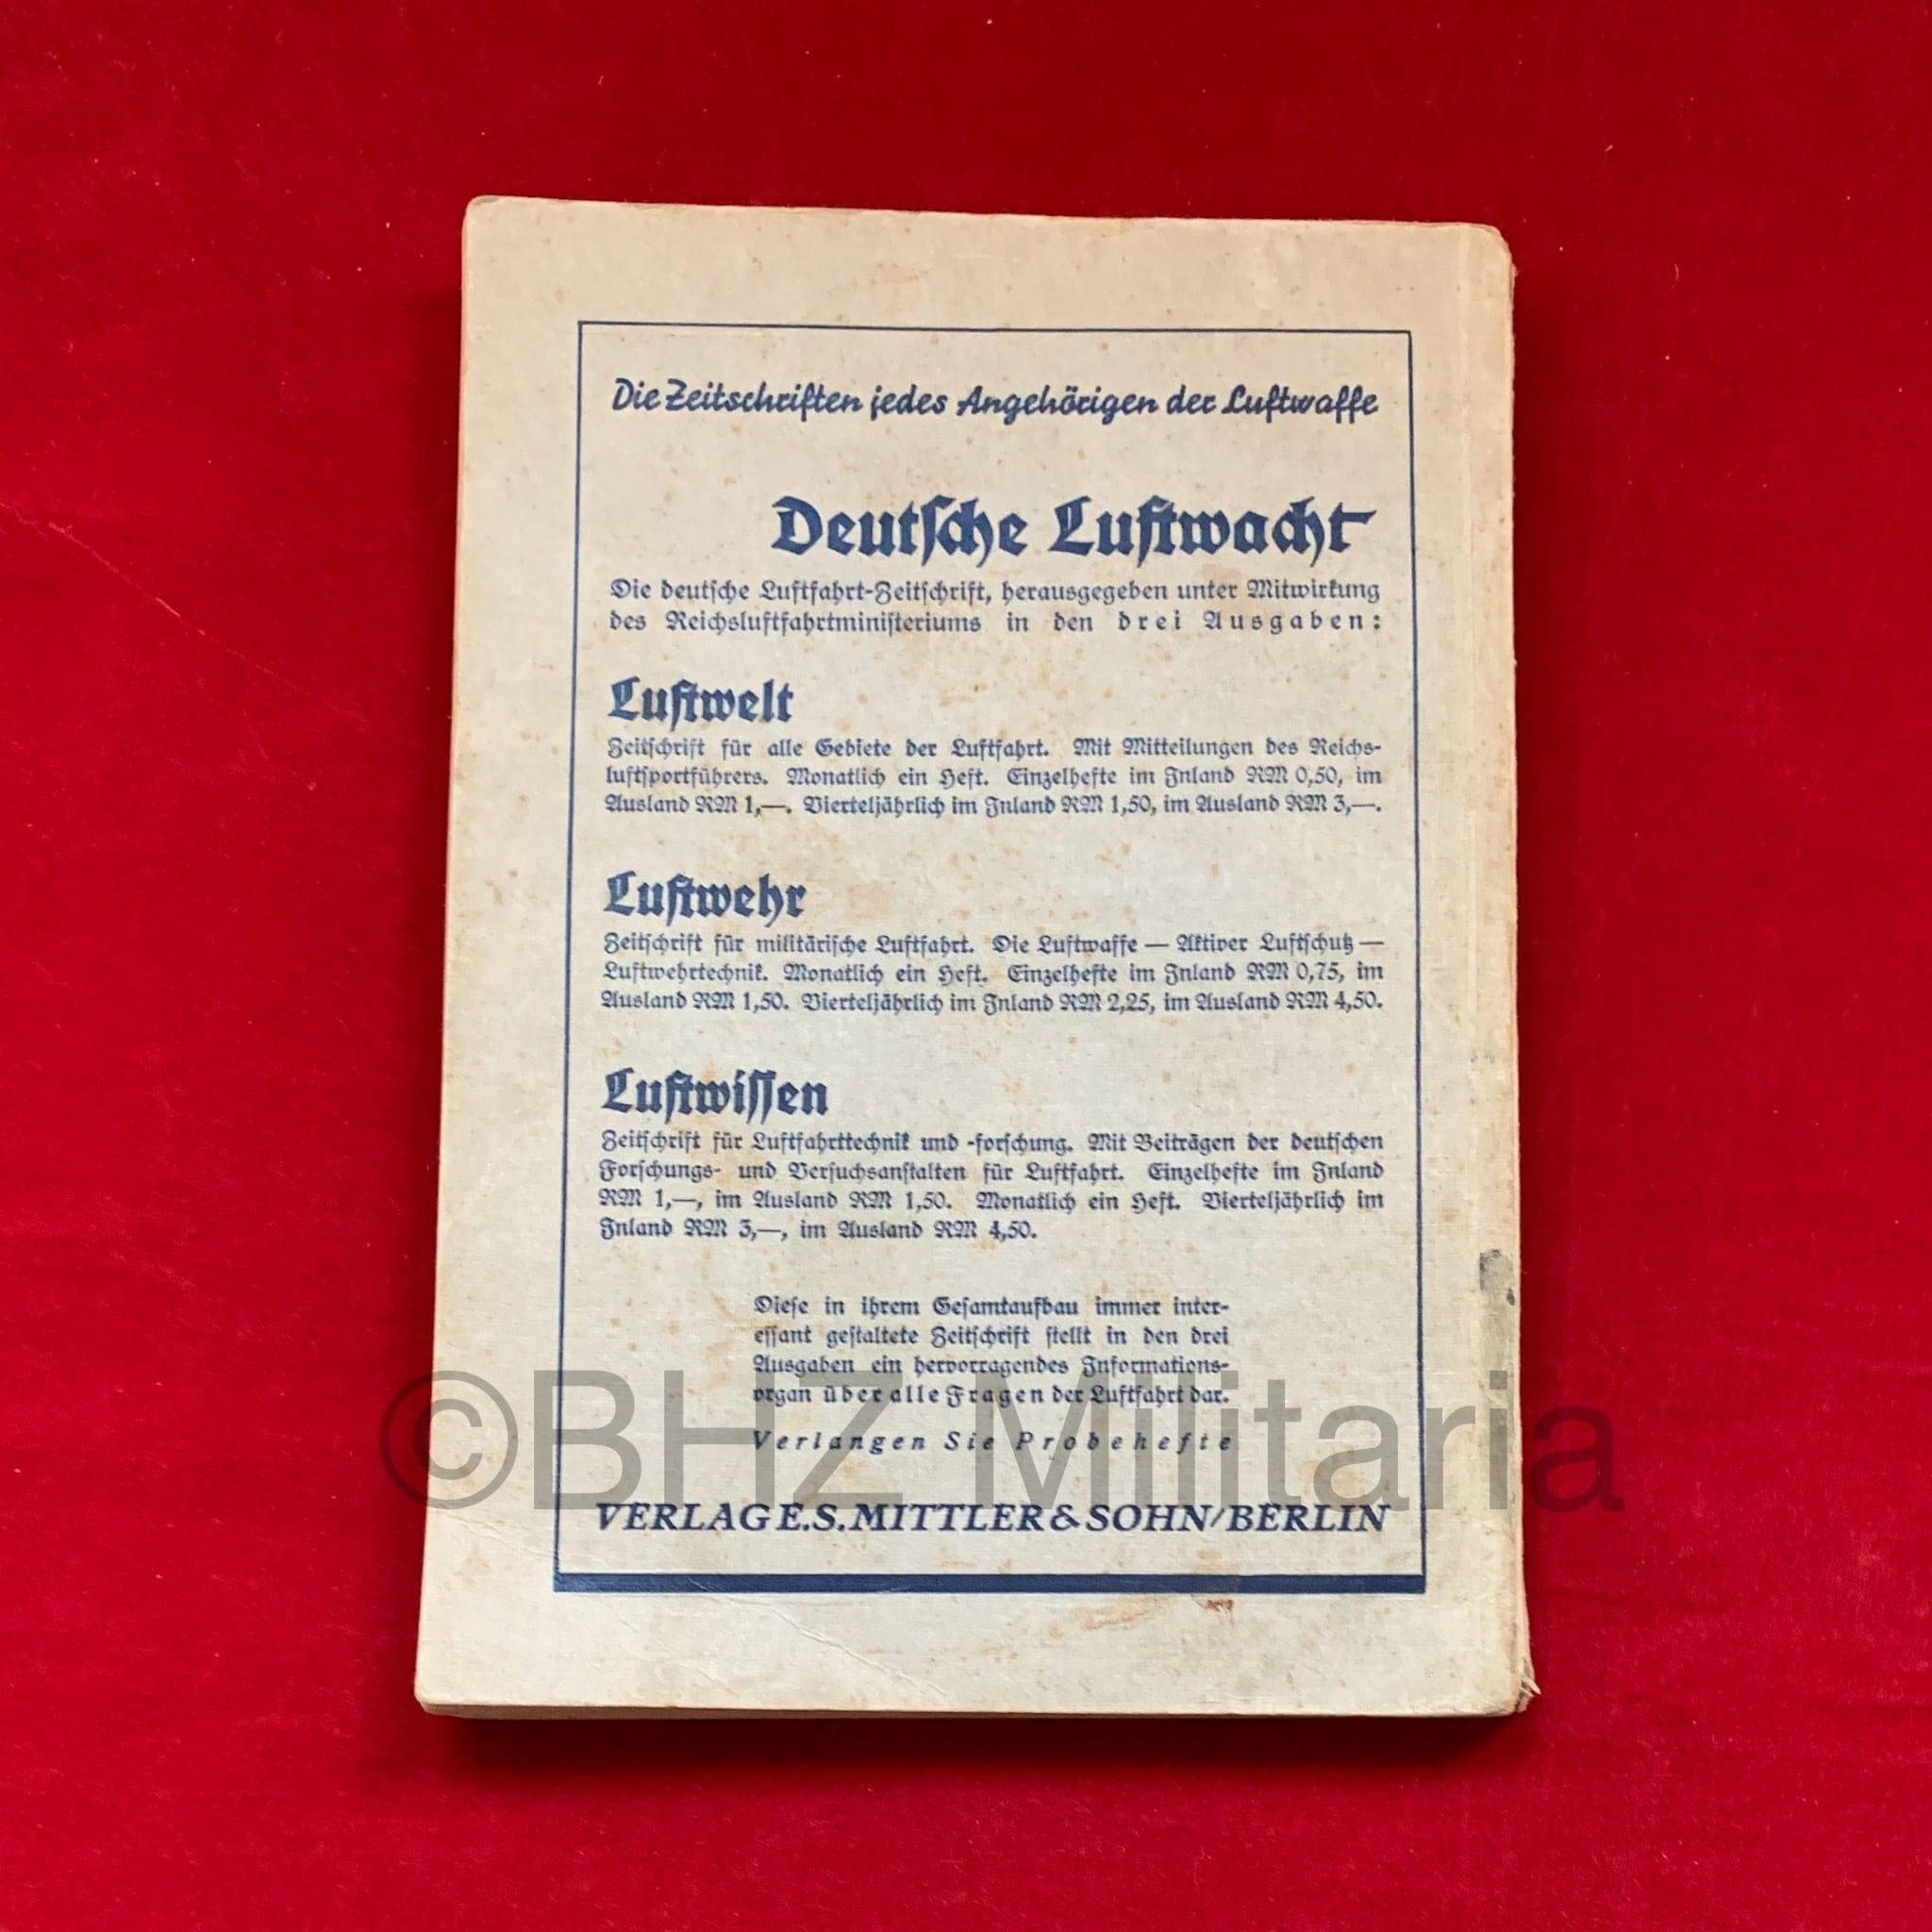 Die Zeitschriften jedes Angehörigen der Luftwaffe
Deutsche Luftwacht
Die deutsche Luftfahrt-Zeitschrift, herausgegeben unter Mitwirkung
des Reichsluftfahrtministeriums in den drei Ausgaben:
Luftwelt
Zeitschrift für alle Gebiete der Luftfahrt. Mit Mitteilungen des Reichs-
luftsportführers. Monatlich ein Heft. Einzelhefte im Inland RM 0,50, im
Ausland RM 1,—. Vierteljährlich im Inland RM 1,50, im Ausland RM 3,—.
Luftwehr
Zeitschrift für militärische Luftfahrt. Die Luftwaffe — Aktiver Luftschutz —
Luftwehrtechnik. Monatlich ein Heft. Einzelhefte im Inland RM 0,75, im
Ausland RM 1,50. Vierteljährlich im Inland RM 2,25, im Ausland RM 4,50.
Luftwissen
Zeitschrift für Luftfahrttechnik und -forschung. Mit Beiträgen der deutschen
Forschungs- und Versuchsanstalten für Luftfahrt. Einzelhefte im Inland
RM 1,—, im Ausland RM 1,50. Monatlich ein Heft. Vierteljährlich im
Inland RM 3,—, im Ausland RM 4,50.
Diese in ihrem Gesamtaufbau immer inter-
essant gestaltete Zeitschrift stellt in den drei
Ausgaben ein hervorragendes Informations-
organ über alle Fragen der Luftfahrt dar.
Verlangen Sie Probehefte
©BHZ Militaria
VERLAG E.S. MITTLER & SOHN/BERLIN